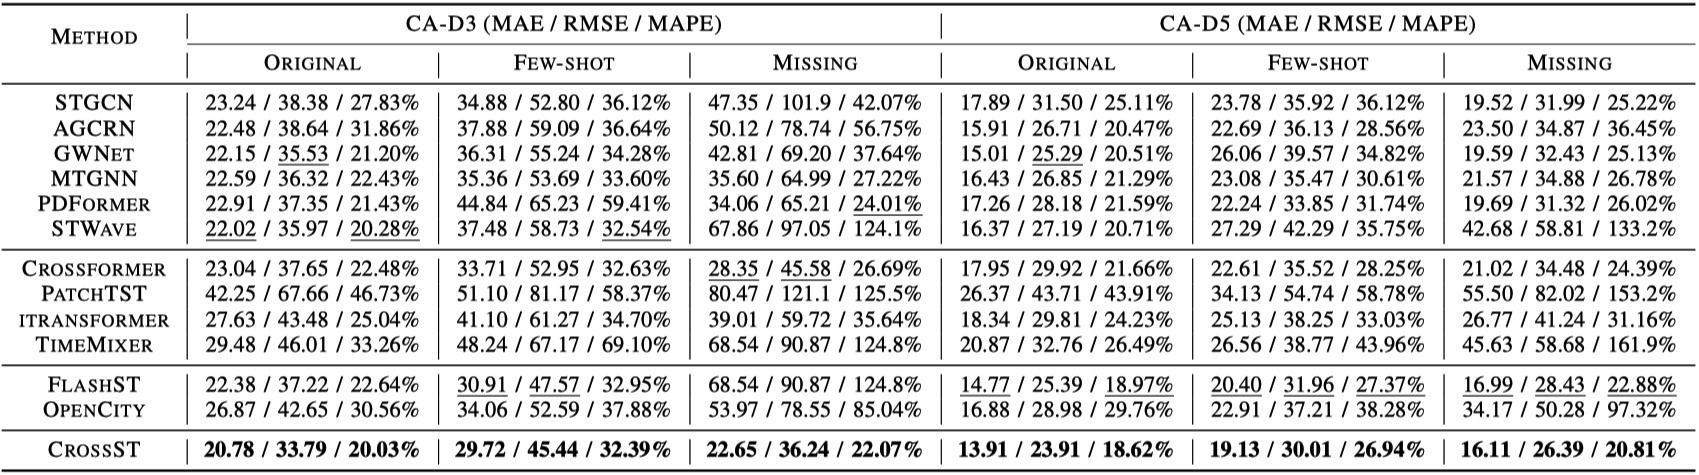 METHOD CA-D3 (MAE / RMSE / MAPE) CA-D5 (MAE / RMSE / MAPE)
ORIGINAL FEW-SHOT MISSING ORIGINAL FEW-SHOT MISSING
STGCN 23.24 / 38.38 / 27.83% 34.88 / 52.80 / 36.12% 47.35 / 101.9 / 42.07% 17.89 / 31.50 / 25.11% 23.78 / 35.92 / 36.12% 19.52 / 31.99 / 25.22%
AGCRN 22.48 / 38.64 / 31.86% 37.88 / 59.09 / 36.64% 50.12 / 78.74 / 56.75% 15.91 / 26.71 / 20.47% 22.69 / 36.13 / 28.56% 23.50 / 34.87 / 36.45%
GWNET 22.15 / 35.53 / 21.20% 36.31 / 55.24 / 34.28% 42.81 / 69.20 / 37.64% 15.01 / 25.29 / 20.51% 26.06 / 39.57 / 34.82% 19.59 / 32.43 / 25.13%
MTGNN 22.59 / 36.32 / 22.43% 35.36 / 53.69 / 33.60% 35.60 / 64.99 / 27.22% 16.43 / 26.85 / 21.29% 23.08 / 35.47 / 30.61% 21.57 / 34.88 / 26.78%
PDFORMER 22.91 / 37.35 / 21.43% 44.84 / 65.23 / 59.41% 34.06 / 65.21 / 24.01% 17.26 / 28.18 / 21.59% 22.24 / 33.85 / 31.74% 19.69 / 31.32 / 26.02%
STWAVE 22.02 / 35.97 / 20.28% 37.48 / 58.73 / 32.54% 67.86 / 97.05 / 124.1% 16.37 / 27.19 / 20.71% 27.29 / 42.29 / 35.75% 42.68 / 58.81 / 133.2%
CROSSFORMER 23.04 / 37.65 / 22.48% 33.71 / 52.95 / 32.63% 28.35 / 45.58 / 26.69% 17.95 / 29.92 / 21.66% 22.61 / 35.52 / 28.25% 21.02 / 34.48 / 24.39%
PATCHTST 42.25 / 67.66 / 46.73% 51.10 / 81.17 / 58.37% 80.47 / 121.1 / 125.5% 26.37 / 43.71 / 43.91% 34.13 / 54.74 / 58.78% 55.50 / 82.02 / 153.2%
ITRANSFORMER 27.63 / 43.48 / 25.04% 41.10 / 61.27 / 34.70% 39.01 / 59.72 / 35.64% 18.34 / 29.81 / 24.23% 25.13 / 38.25 / 33.03% 26.77 / 41.24 / 31.16%
TIMEMIXER 29.48 / 46.01 / 33.26% 48.24 / 67.17 / 69.10% 68.54 / 90.87 / 124.8% 20.87 / 32.76 / 26.49% 26.56 / 38.77 / 43.96% 45.63 / 58.68 / 161.9%
FLASHST 22.38 / 37.22 / 22.64% 30.91 / 47.57 / 32.95% 68.54 / 90.87 / 124.8% 14.77 / 25.39 / 18.97% 20.40 / 31.96 / 27.37% 16.99 / 28.43 / 22.88%
OPENCITY 26.87 / 42.65 / 30.56% 34.06 / 52.59 / 37.88% 53.97 / 78.55 / 85.04% 16.88 / 28.98 / 29.76% 22.91 / 37.21 / 38.28% 34.17 / 50.28 / 97.32%
CROSSST 20.78 / 33.79 / 20.03% 29.72 / 45.44 / 32.39% 22.65 / 36.24 / 22.07% 13.91 / 23.91 / 18.62% 19.13 / 30.01 / 26.94% 16.11 / 26.39 / 20.81%